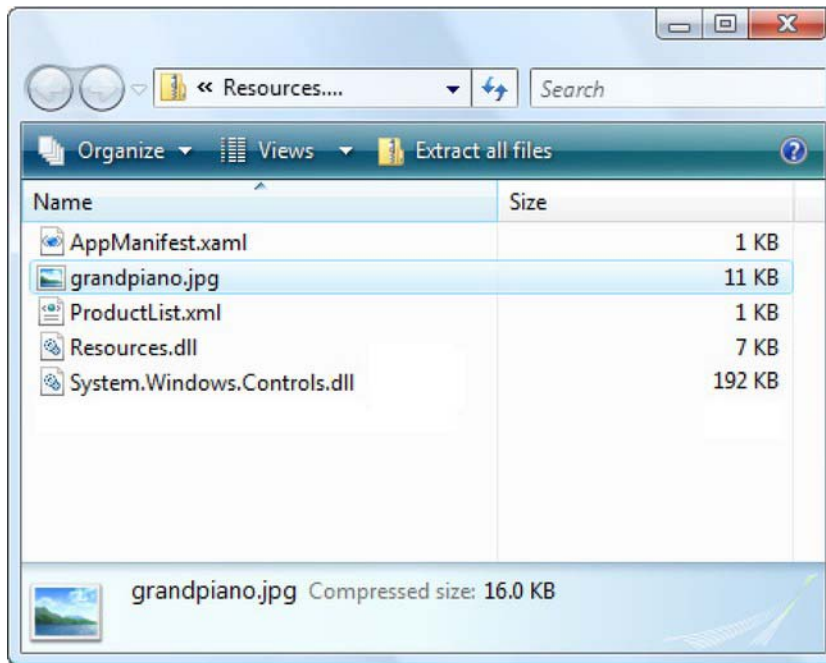 « Resources....
Search
Organize Views Extract all files
Name Size
AppManifest.xaml 1 KB
grandpiano.jpg 11 KB
ProductList.xml 1 KB
Resources.dll 7 KB
System.Windows.Controls.dll 192 KB
grandpiano.jpg Compressed size: 16.0 KB